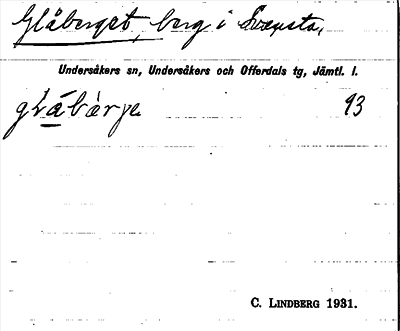 Glåberget, berg i Svensta.
Undersåkers sn, Undersåkers och Offerdals tg, Jämtl. l.
glåbärje 93
C. LINDBERG 1931.